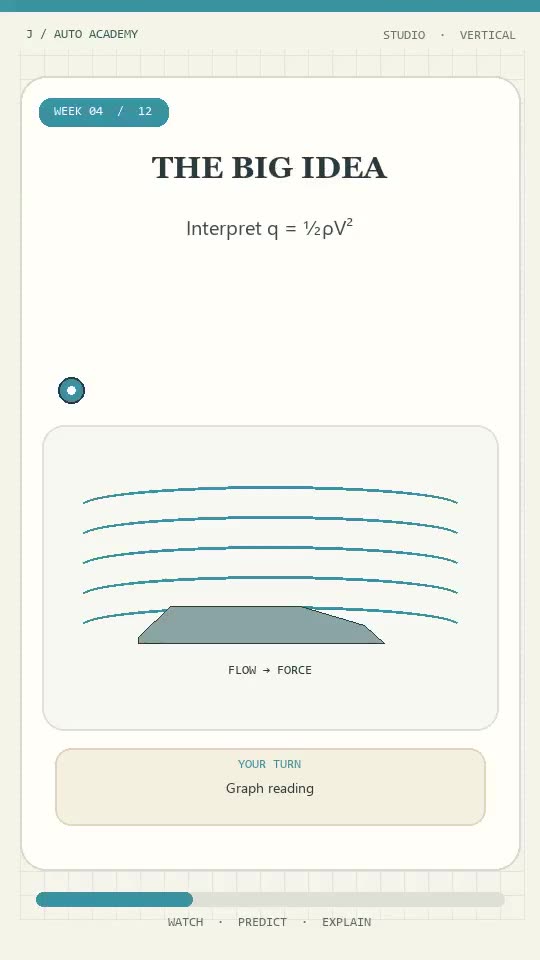 J / AUTO ACADEMY
STUDIO · VERTICAL
WEEK 04 / 12
THE BIG IDEA
Interpret q = ½ρV²
FLOW → FORCE
YOUR TURN
Graph reading
WATCH · PREDICT · EXPLAIN